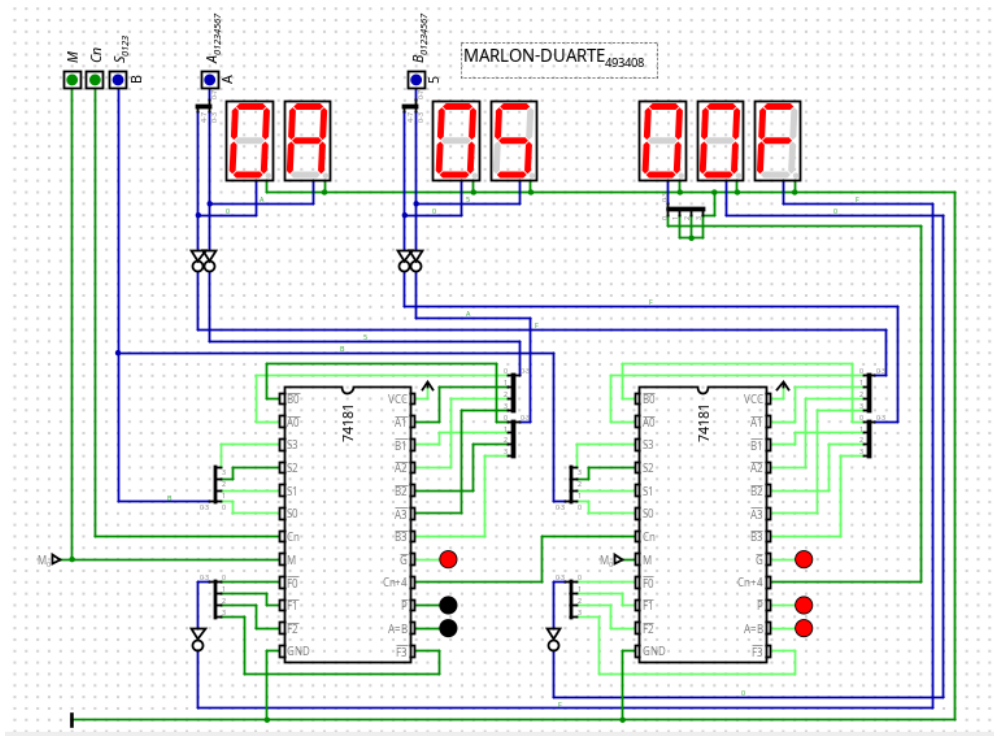 M
Cn
S0123
B
A01234567
A
B01234567
5
MARLON-DUARTE493408
0A
05
00F
74181
B0 VCC
A0 A1
S3 B1
S2 A2
S1 B2
S0 A3
Cn B3
M G
F0 Cn+4
F1 P
F2 A=B
GND F3
M
74181
B0 VCC
A0 A1
S3 B1
S2 A2
S1 B2
S0 A3
Cn B3
M G
F0 Cn+4
F1 P
F2 A=B
GND F3
M